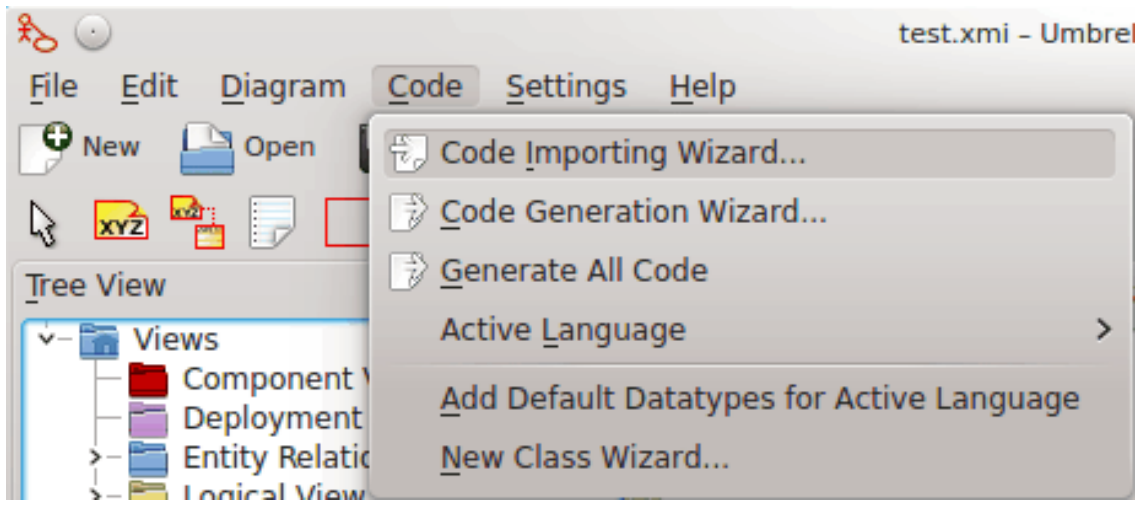 test.xmi – Umbrel
File Edit Diagram Code Settings Help
New Open
Code Importing Wizard...
XYZ
Code Generation Wizard...
Generate All Code
Tree View
Active Language
Views
Component
Add Default Datatypes for Active Language
Deployment
Entity Relatio
New Class Wizard...
Logical View